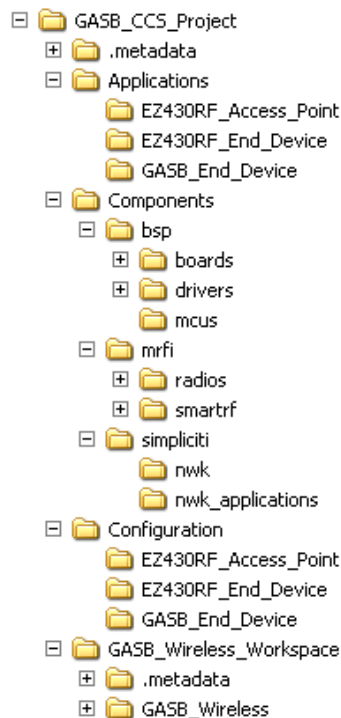 GASB_CCS_Project
.metadata
Applications
EZ430RF_Access_Point
EZ430RF_End_Device
GASB_End_Device
Components
bsp
boards
drivers
mcus
mrfi
radios
smartrf
simpliciti
nwk
nwk_applications
Configuration
EZ430RF_Access_Point
EZ430RF_End_Device
GASB_End_Device
GASB_Wireless_Workspace
.metadata
GASB_Wireless